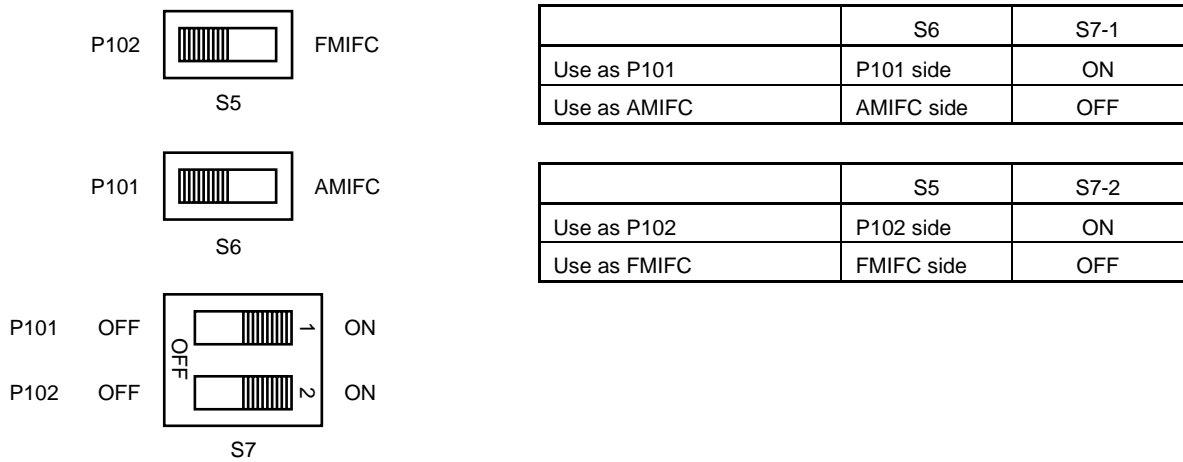 P102 FMIFC
S5
P101 AMIFC
S6
P101 OFF OFF 1 ON
P102 OFF 2 ON
S7
S6 S7-1
Use as P101 P101 side ON
Use as AMIFC AMIFC side OFF
S5 S7-2
Use as P102 P102 side ON
Use as FMIFC FMIFC side OFF